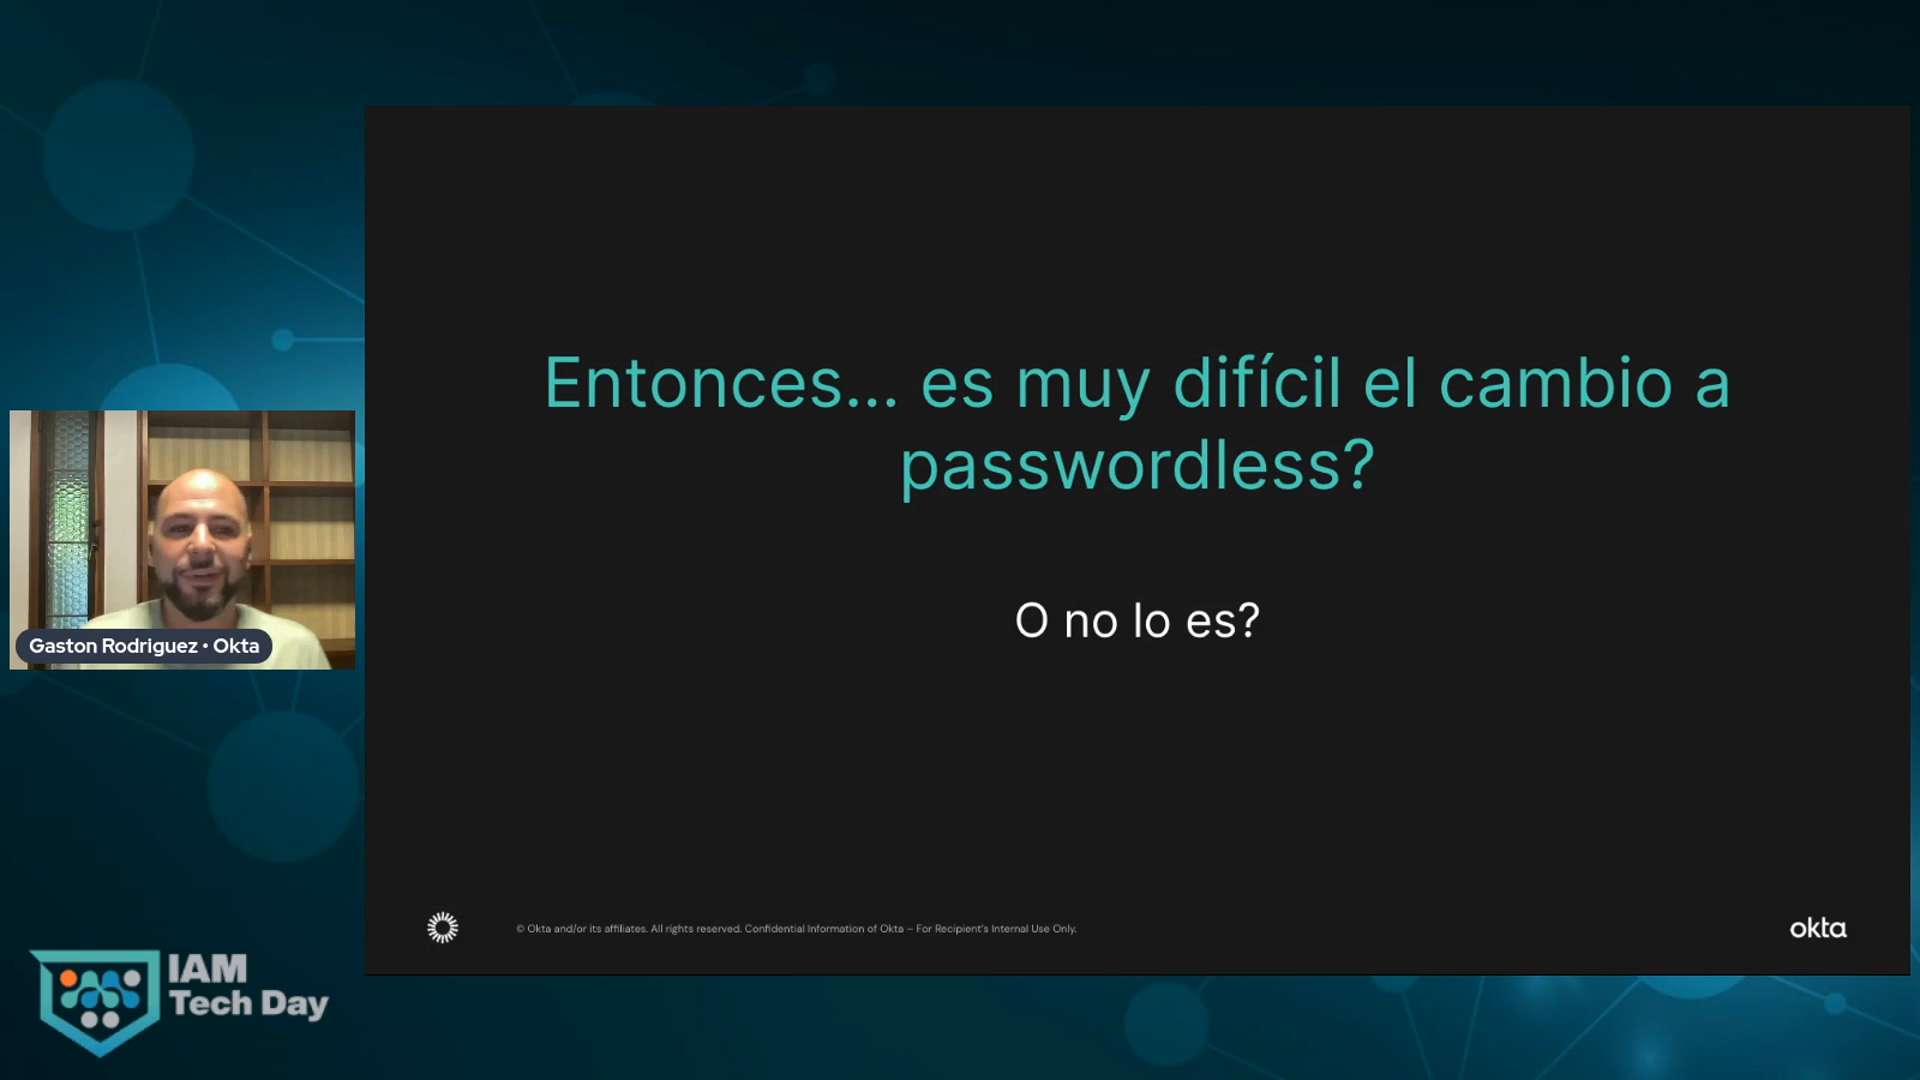 Entonces... es muy difícil el cambio a
passwordless?
O no lo es?
Gaston Rodriguez • Okta
© Okta and/or its affiliates. All rights reserved. Confidential Information of Okta – For Recipient's Internal Use Only.
okta
IAM
Tech Day